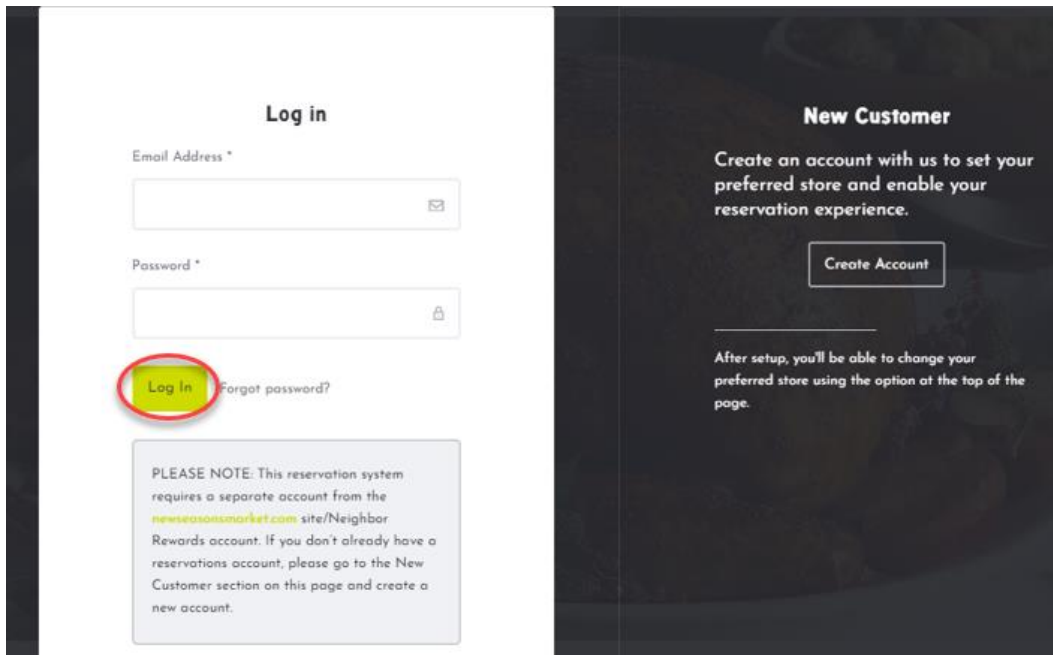 Log in
Email Address *
Password *
Log In
Forgot password?
PLEASE NOTE: This reservation system
requires a separate account from the
newseasonsmarket.com site/Neighbor
Rewards account. If you don't already have a
reservations account, please go to the New
Customer section on this page and create a
new account.
New Customer
Create an account with us to set your
preferred store and enable your
reservation experience.
Create Account
After setup, you'll be able to change your
preferred store using the option at the top of the
page.